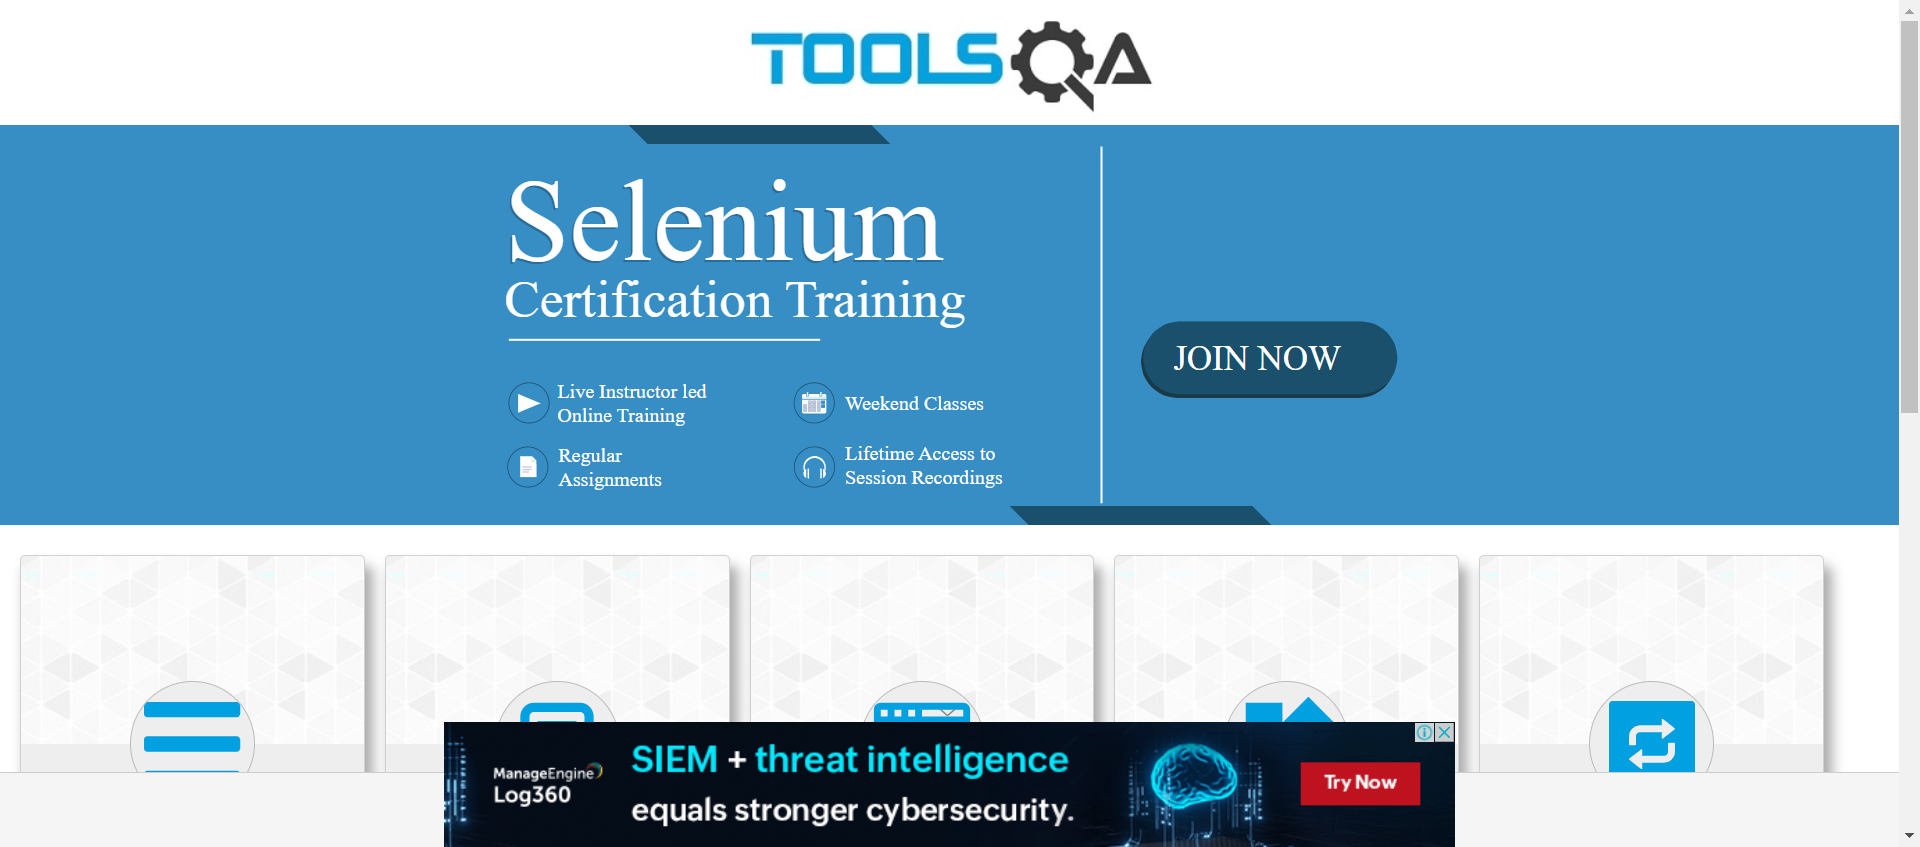 TOOLSQA
Selenium
Certification Training
JOIN NOW
Live Instructor led
Online Training
Weekend Classes
Regular
Assignments
Lifetime Access to
Session Recordings
ManageEngine
Log360
SIEM + threat intelligence
equals stronger cybersecurity.
Try Now